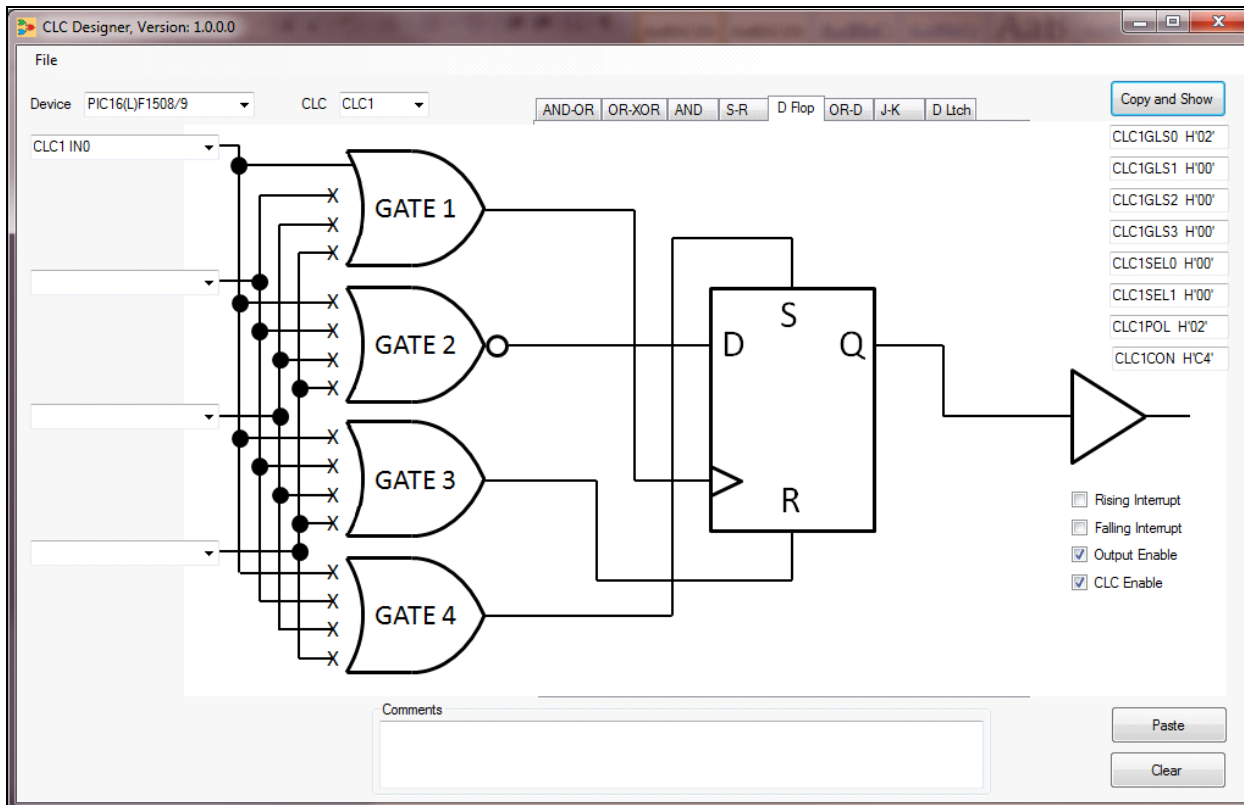 CLC Designer, Version: 1.0.0.0
File
Device PIC16(L)F1508/9 CLC CLC1
AND-OR OR-XOR AND S-R D Flop OR-D J-K D Ltch
Copy and Show
CLC1 IN0
CLC1GLS0 H'02'
CLC1GLS1 H'00'
CLC1GLS2 H'00'
CLC1GLS3 H'00'
CLC1SEL0 H'00'
CLC1SEL1 H'00'
CLC1POL H'02'
CLC1CON H'C4'
X
X
X
GATE 1
X
X
X
X
GATE 2
X
X
X
X
GATE 3
X
X
X
X
GATE 4
S
D Q
R
Rising Interrupt
Falling Interrupt
Output Enable
CLC Enable
Comments
Paste
Clear